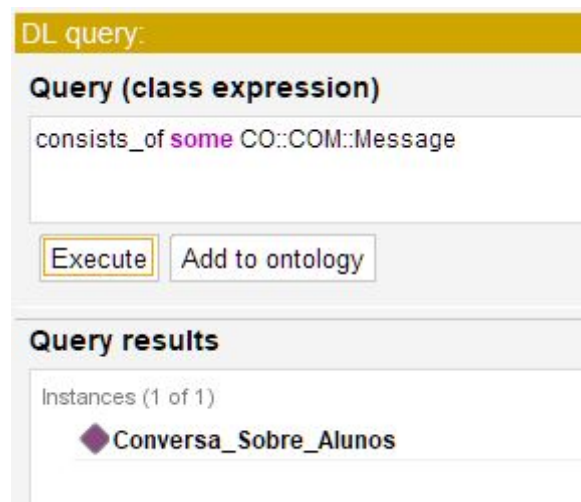 DL query:
Query (class expression)
consists_of some CO::COM::Message
Execute Add to ontology
Query results
Instances (1 of 1)
Conversa_Sobre_Alunos